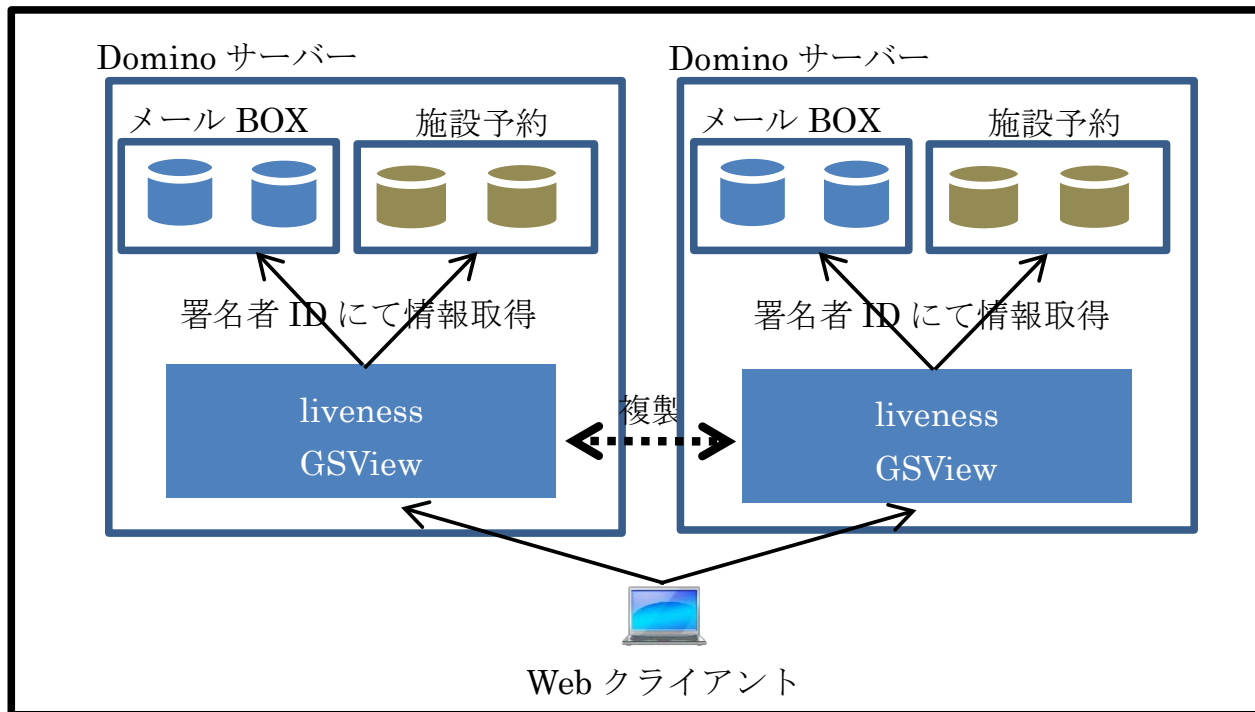 Domino サーバー
メール BOX
施設予約
署名者 ID にて情報取得
liveness
GSView
複製
Domino サーバー
メール BOX
施設予約
署名者 ID にて情報取得
liveness
GSView
Web クライアント